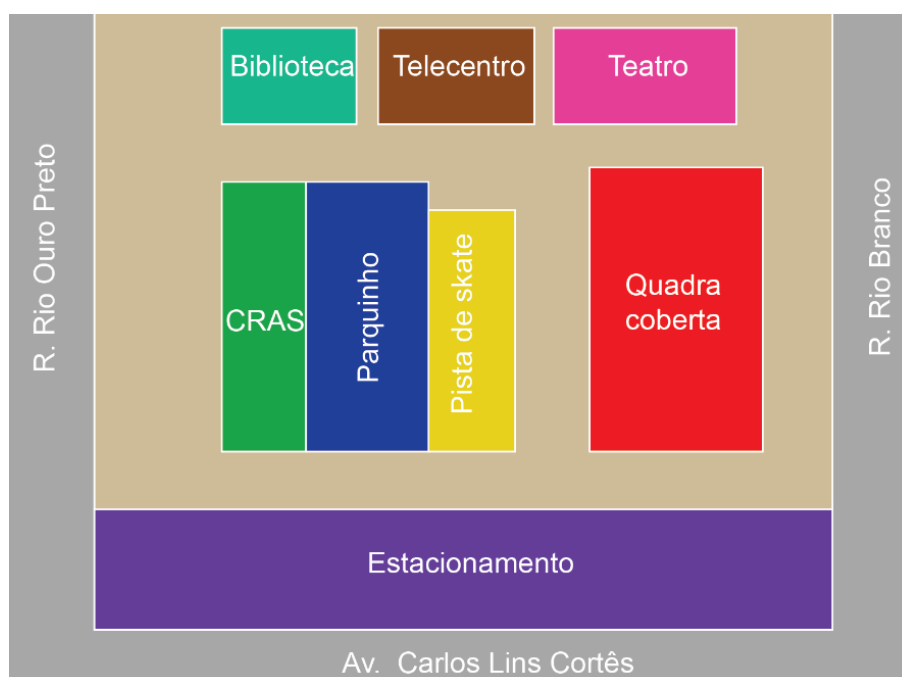 Biblioteca
Telecentro
Teatro
R. Rio Ouro Preto
CRAS
Parquinho
Pista de skate
Quadra
coberta
R. Rio Branco
Estacionamento
Av. Carlos Lins Cortês